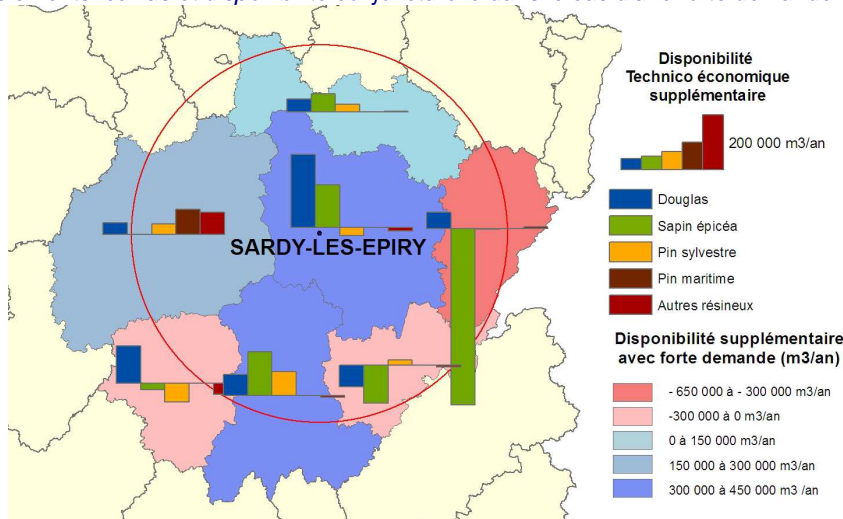 SARDY-LES-EPIRY
Disponibilité
Technico économique
supplémentaire
200 000 m3/an
Douglas
Sapin épicéa
Pin sylvestre
Pin maritime
Autres résineux
Disponibilité supplémentaire
avec forte demande (m3/an)
- 650 000 à - 300 000 m3/an
-300 000 à 0 m3/an
0 à 150 000 m3/an
150 000 à 300 000 m3/an
300 000 à 450 000 m3 /an